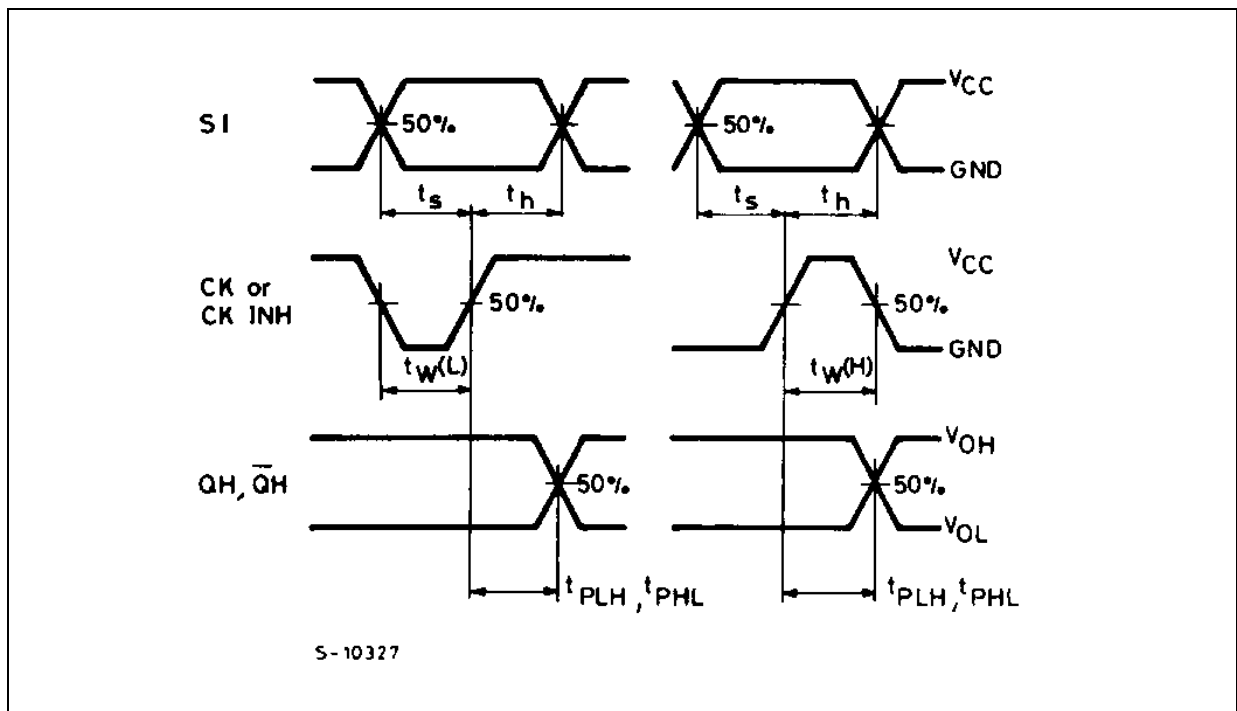 VCC
SI
50%
50%
GND
ts
th
ts
th
VCC
CK or
CK INH
50%
50%
GND
tW(L)
tW(H)
VOH
QH, Q̅H
50%
50%
VOL
tPLH, tPHL
tPLH, tPHL
S-10327